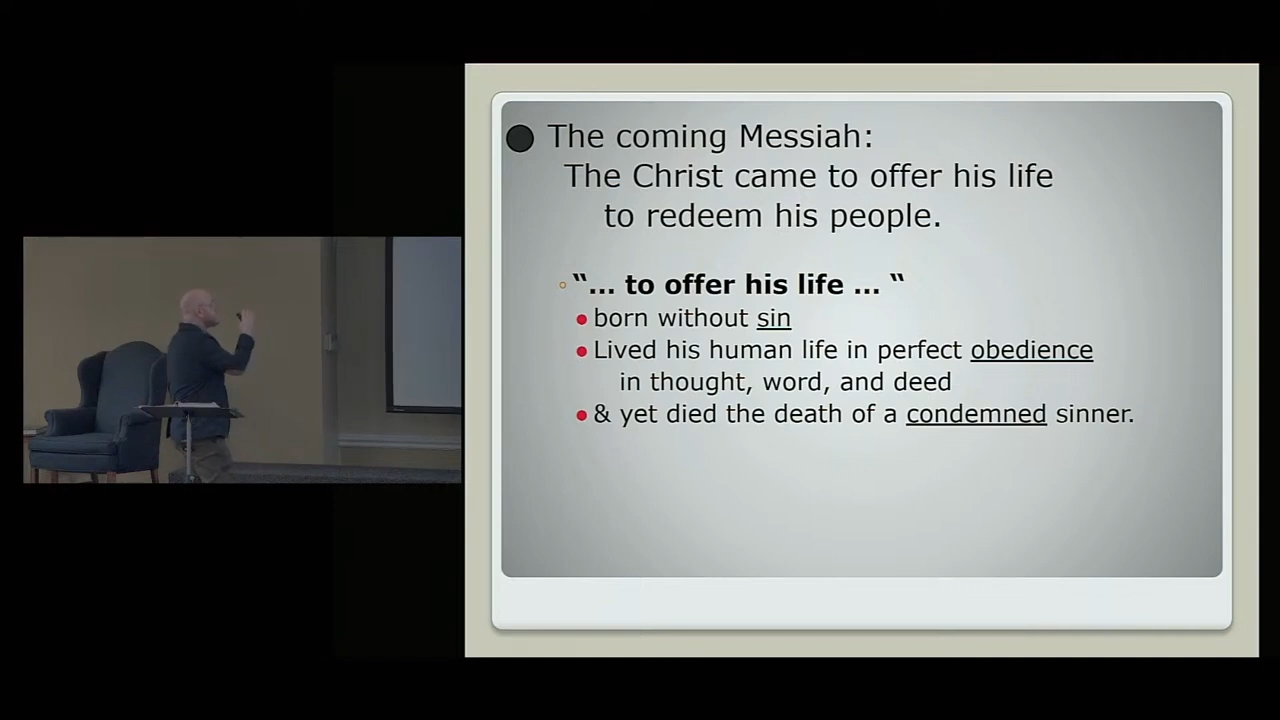 The coming Messiah:
The Christ came to offer his life
to redeem his people.
“... to offer his life ... “
born without sin
Lived his human life in perfect obedience
in thought, word, and deed
& yet died the death of a condemned sinner.